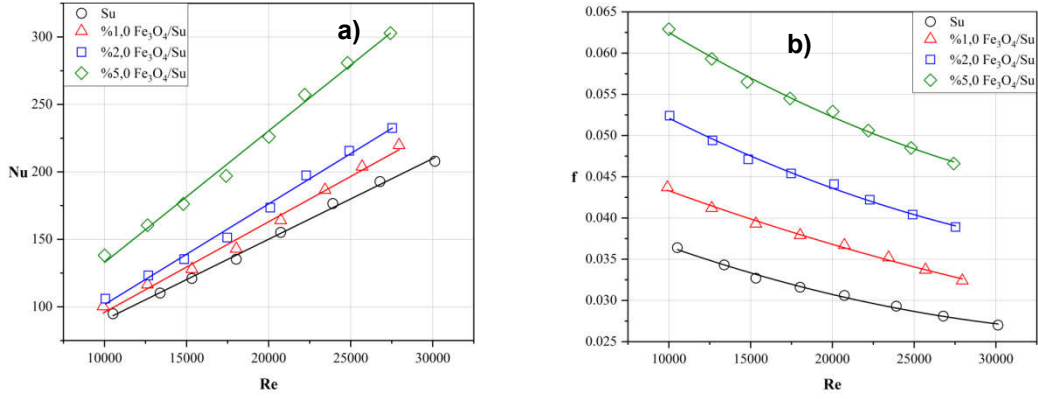 a)
Su
%1,0 Fe₃O₄/Su
%2,0 Fe₃O₄/Su
%5,0 Fe₃O₄/Su
300
250
200
150
100
Nu
10000 15000 20000 25000 30000
Re
b)
Su
%1,0 Fe₃O₄/Su
%2,0 Fe₃O₄/Su
%5,0 Fe₃O₄/Su
0.065
0.060
0.055
0.050
0.045
0.040
0.035
0.030
0.025
f
10000 15000 20000 25000 30000
Re